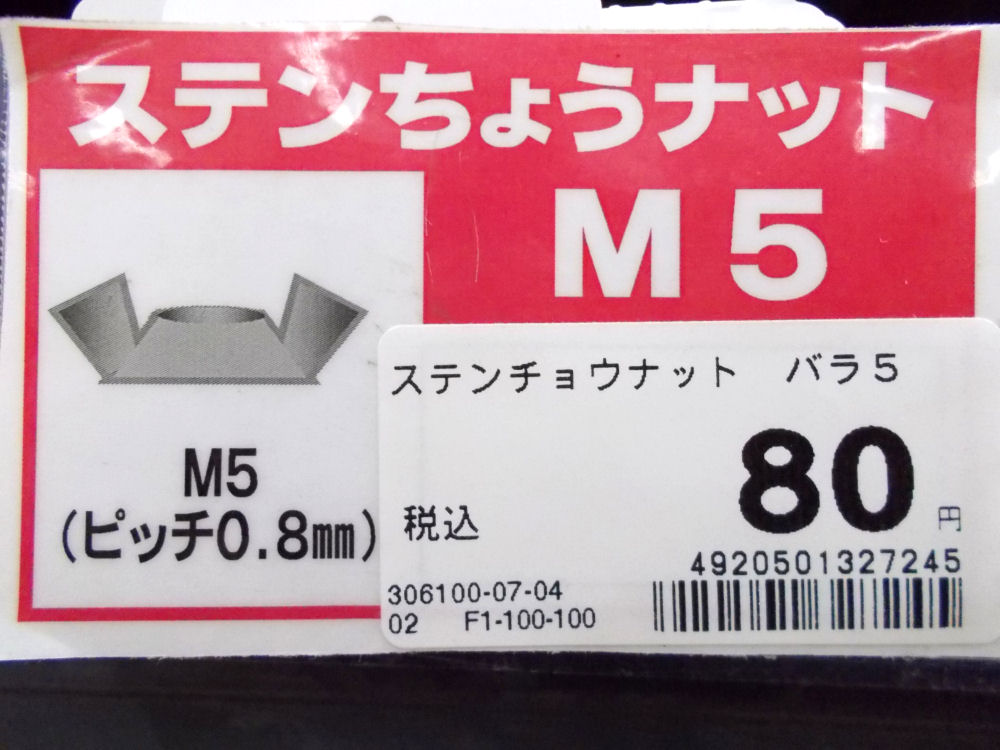 ステンちょうナット
M5
M5
(ピッチ0.8mm)
ステンチョウナット　バラ5
80円
税込
4920501327245
306100-07-04
02 F1-100-100